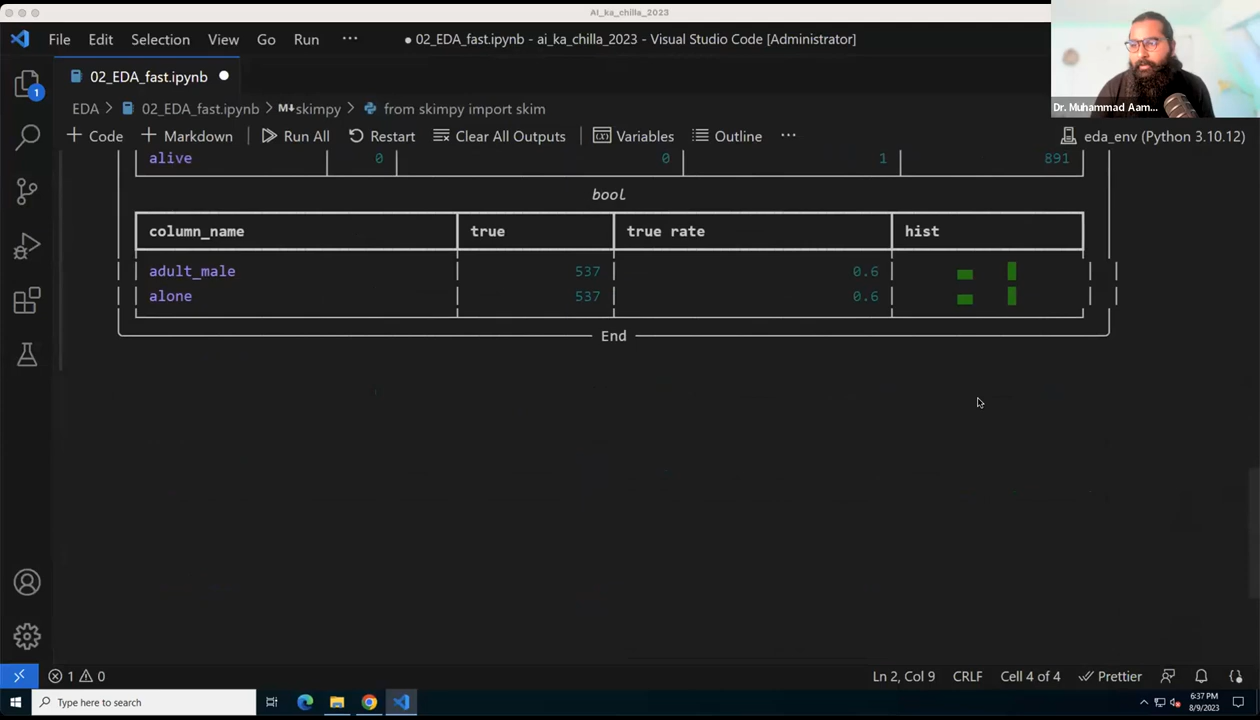 Ai_ka_chilla_2023
File Edit Selection View Go Run ···
● 02_EDA_fast.ipynb - ai_ka_chilla_2023 - Visual Studio Code [Administrator]
02_EDA_fast.ipynb
1
EDA > 02_EDA_fast.ipynb > M↓skimpy > from skimpy import skim
Dr. Muhammad Aam...
+ Code + Markdown Run All Restart Clear All Outputs Variables Outline ··· eda_env (Python 3.10.12)
alive 0 0 1 891
bool
column_name true true rate hist
adult_male 537 0.6
alone 537 0.6
End
1 0 Ln 2, Col 9 CRLF Cell 4 of 4 Prettier
Type here to search
6:37 PM
8/9/2023